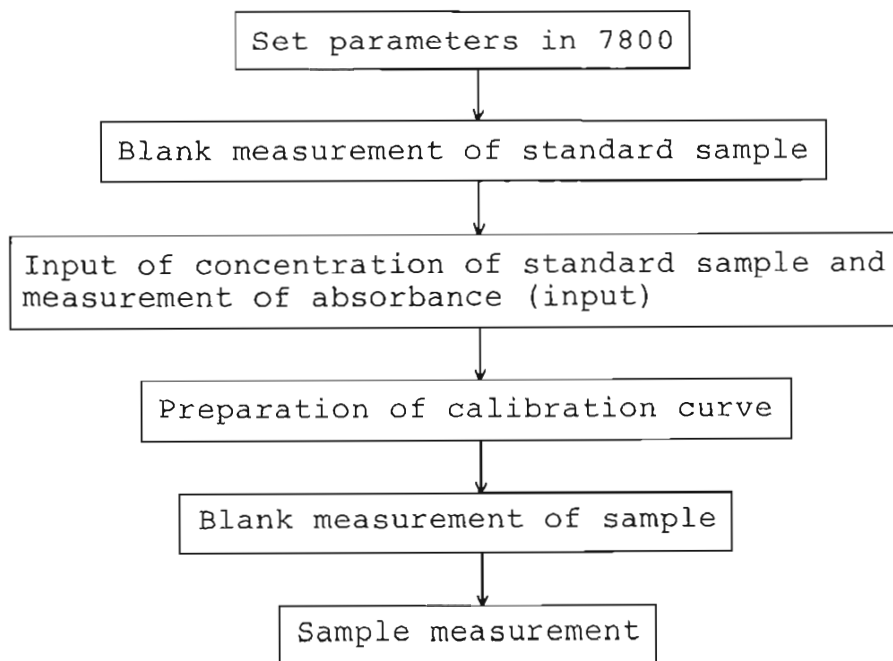 Set parameters in 7800
Blank measurement of standard sample
Input of concentration of standard sample and
measurement of absorbance (input)
Preparation of calibration curve
Blank measurement of sample
Sample measurement